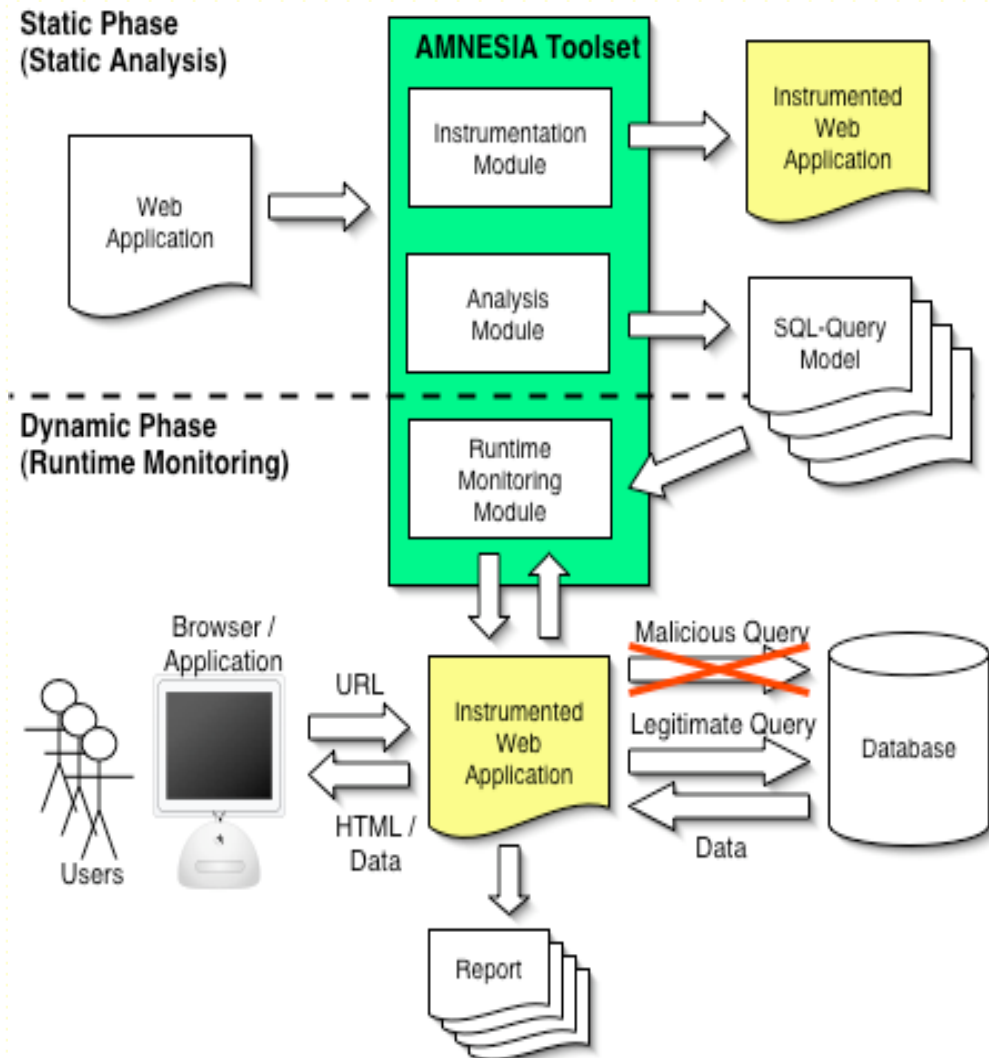 Static Phase
(Static Analysis)
AMNESIA Toolset
Web
Application
Instrumentation
Module
Instrumented
Web
Application
Analysis
Module
SQL-Query
Model
Dynamic Phase
(Runtime Monitoring)
Runtime
Monitoring
Module
Users
Browser /
Application
URL
HTML /
Data
Instrumented
Web
Application
Malicious Query
Legitimate Query
Data
Database
Report